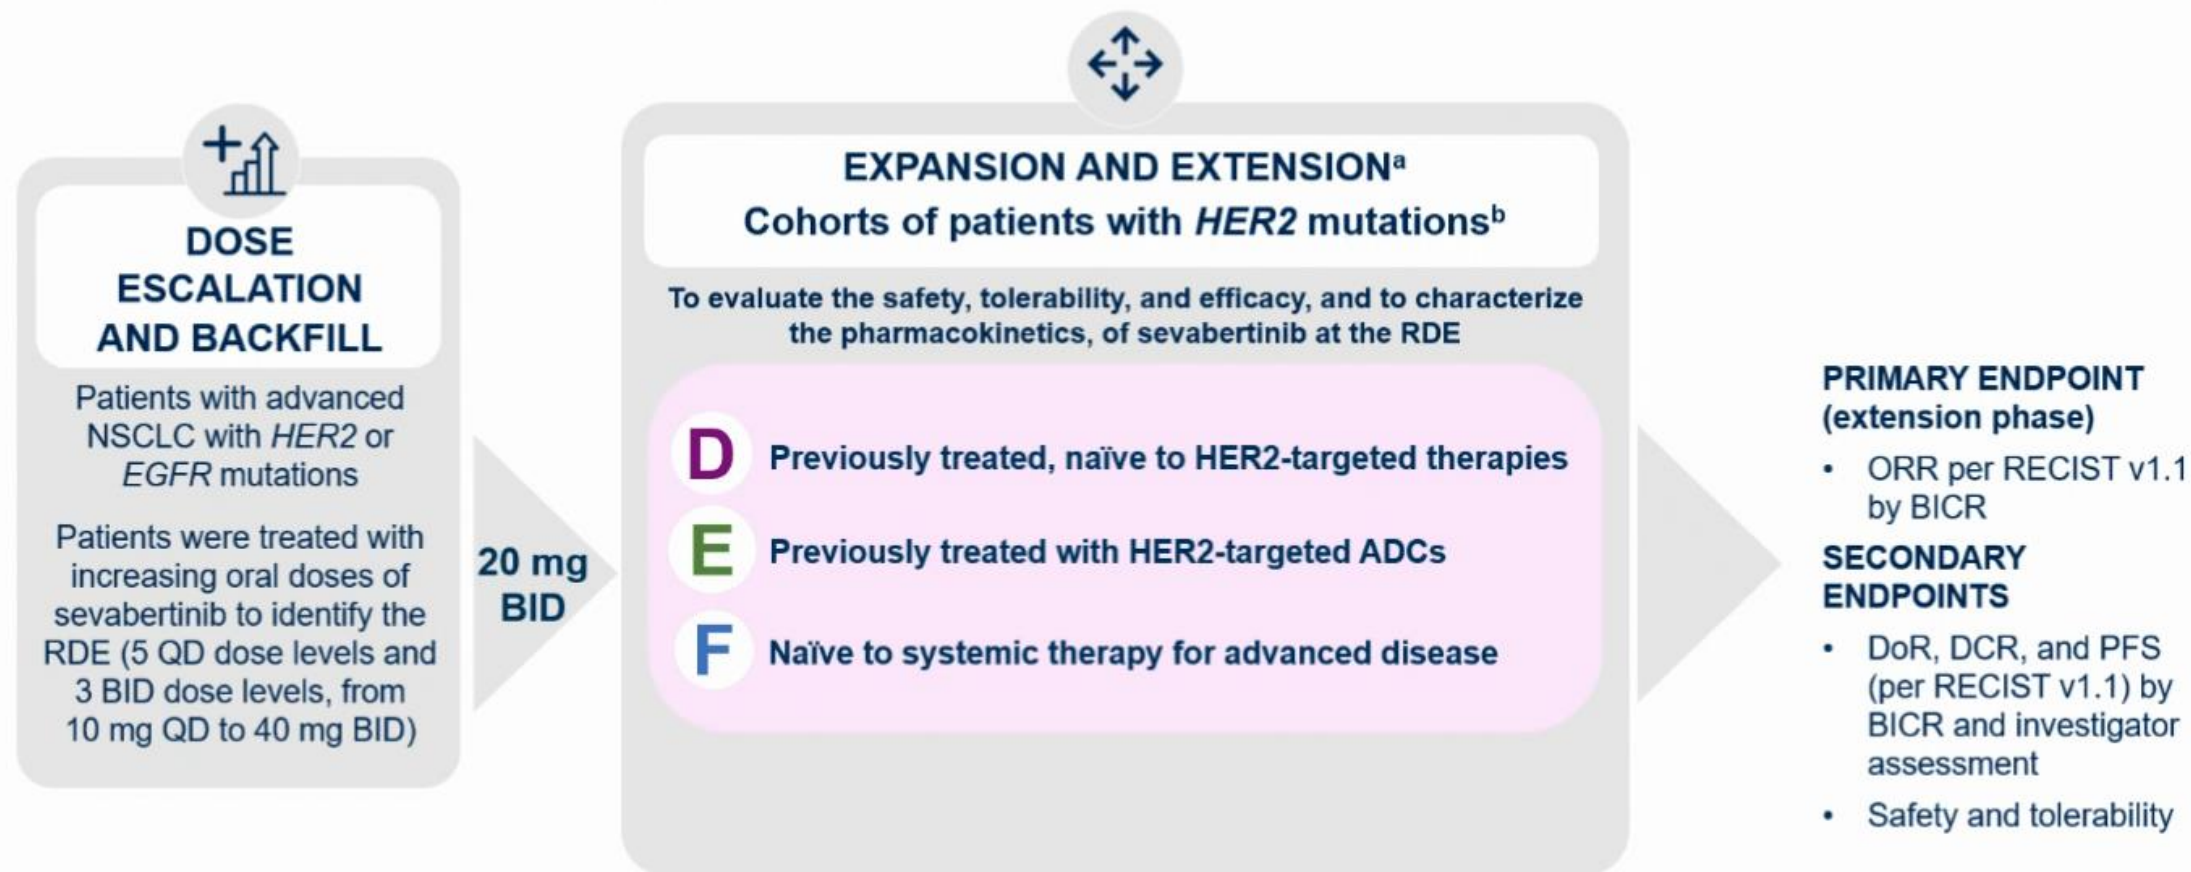 DOSE
ESCALATION
AND BACKFILL
Patients with advanced
NSCLC with HER2 or
EGFR mutations
Patients were treated with
increasing oral doses of
sevabertinib to identify the
RDE (5 QD dose levels and
3 BID dose levels, from
10 mg QD to 40 mg BID)
20 mg
BID
EXPANSION AND EXTENSIONᵃ
Cohorts of patients with HER2 mutationsᵇ
To evaluate the safety, tolerability, and efficacy, and to characterize
the pharmacokinetics, of sevabertinib at the RDE
D Previously treated, naïve to HER2-targeted therapies
E Previously treated with HER2-targeted ADCs
F Naïve to systemic therapy for advanced disease
PRIMARY ENDPOINT
(extension phase)
• ORR per RECIST v1.1
by BICR
SECONDARY
ENDPOINTS
• DoR, DCR, and PFS
(per RECIST v1.1) by
BICR and investigator
assessment
• Safety and tolerability